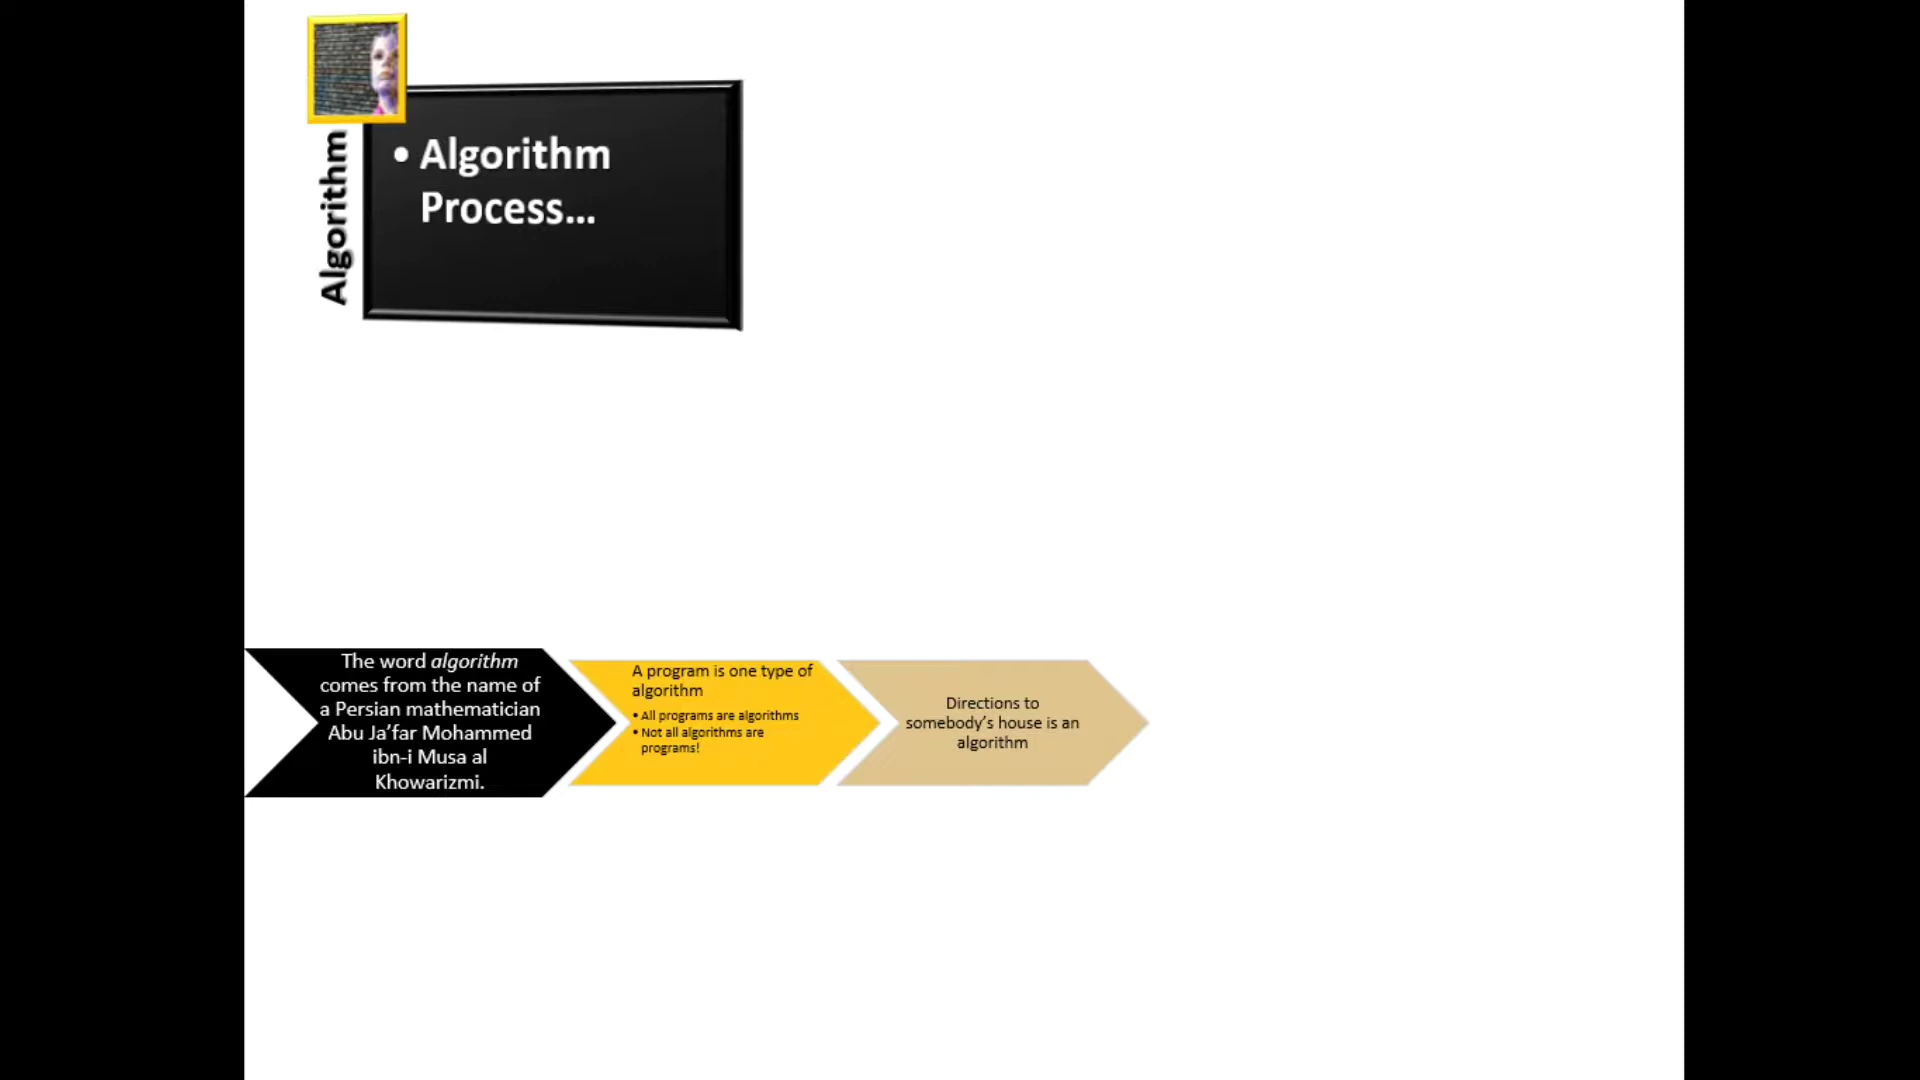 Algorithm
• Algorithm
Process...
The word algorithm
comes from the name of
a Persian mathematician
Abu Ja’far Mohammed
ibn-i Musa al
Khowarizmi.
A program is one type of
algorithm
• All programs are algorithms
• Not all algorithms are
programs!
Directions to
somebody’s house is an
algorithm